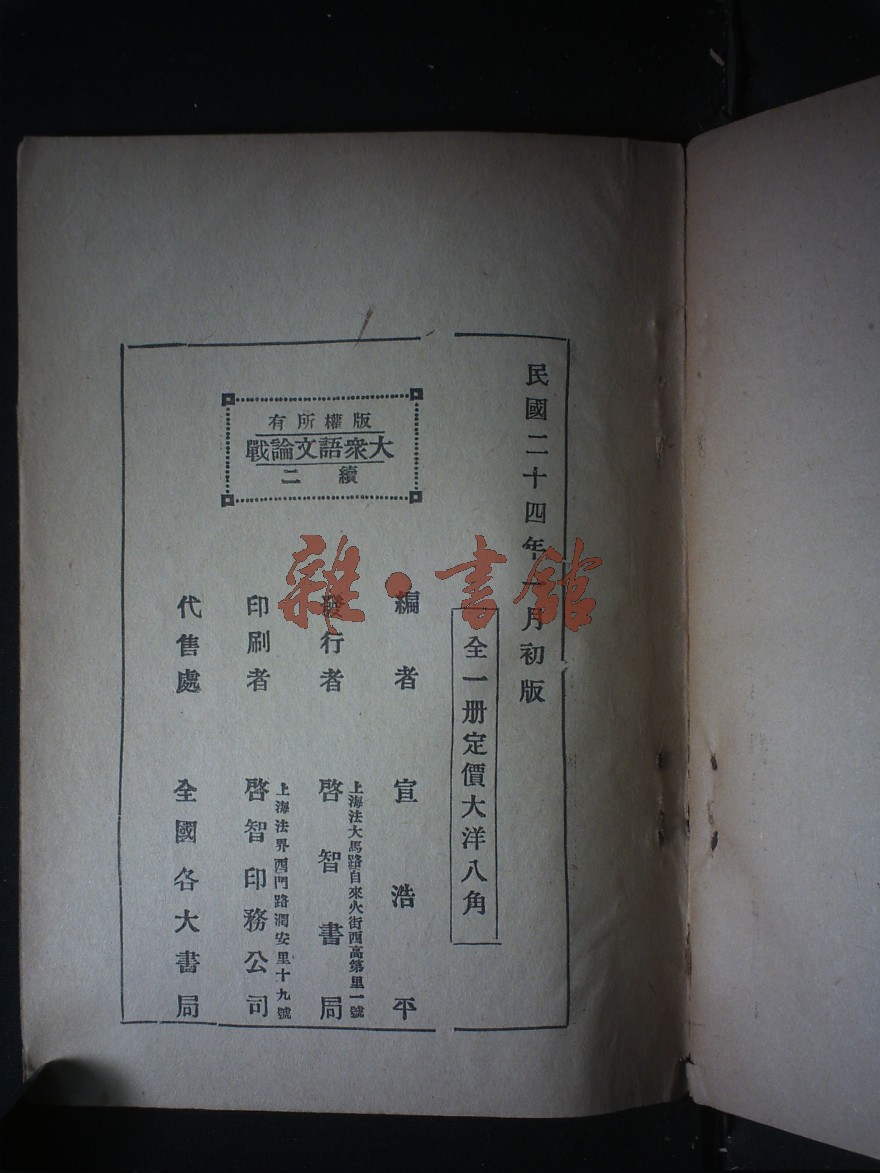 民國二十四年一月初版
全一册定價大洋八角
版權所有
大衆語文論戰
續二
編者 宣浩平
發行者 啓智書局
上海法大馬路自來火街西高第里一號
印刷者 啓智印務公司
上海法界西門路潤安里十九號
代售處 全國各大書局
雜·書館